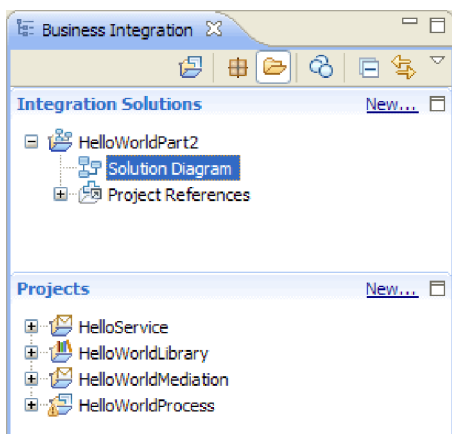 Business Integration
Integration Solutions New...
HelloWorldPart2
Solution Diagram
Project References
Projects New...
HelloService
HelloWorldLibrary
HelloWorldMediation
HelloWorldProcess